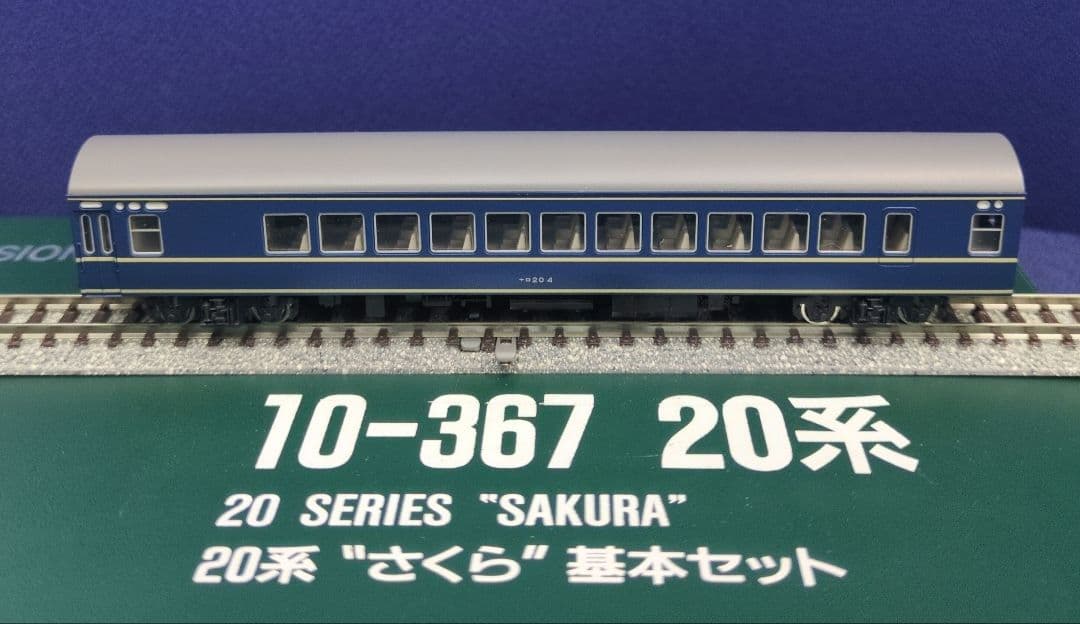 SION
ナロ20 4
10-367 20系
20 SERIES "SAKURA"
20系 "さくら" 基本セット